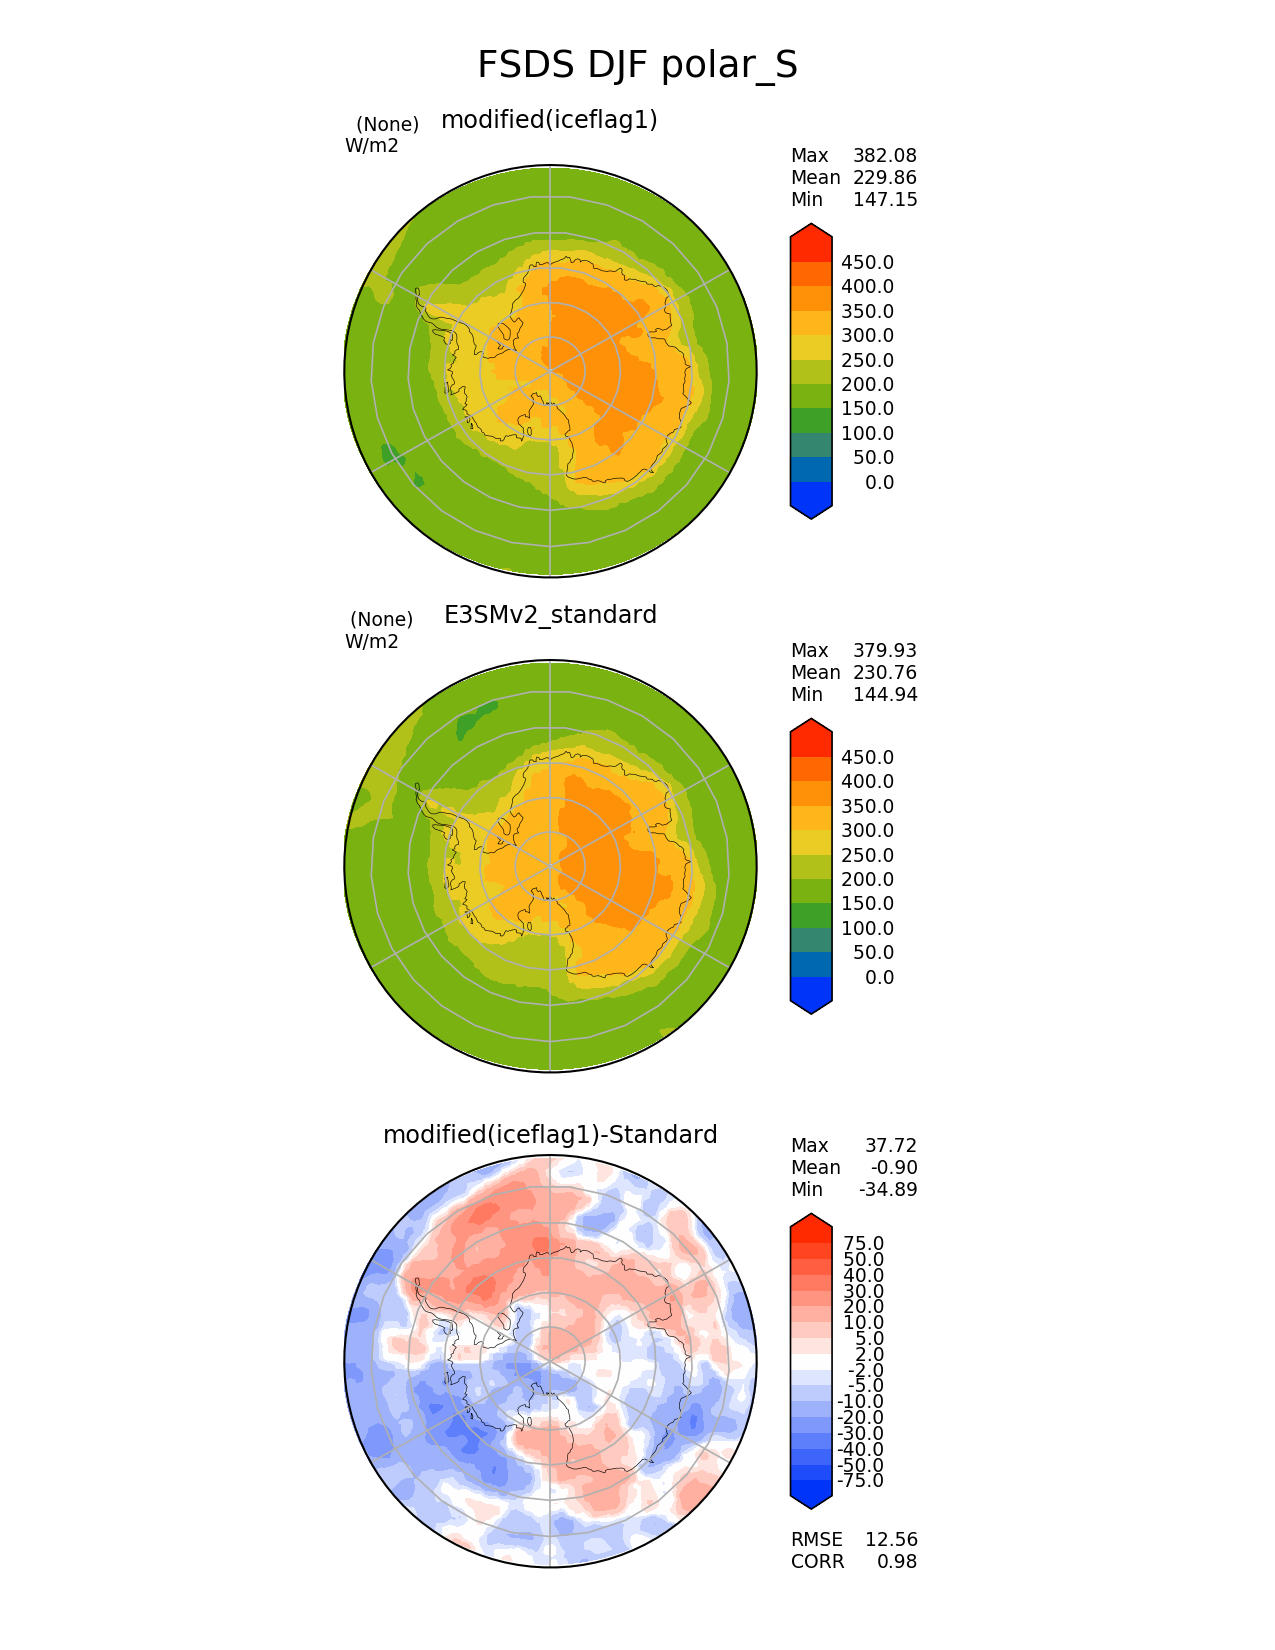 FSDS DJF polar_S
(None) modified(iceflag1)
W/m2
Max 382.08
Mean 229.86
Min 147.15
450.0
400.0
350.0
300.0
250.0
200.0
150.0
100.0
50.0
0.0
(None) E3SMv2_standard
W/m2
Max 379.93
Mean 230.76
Min 144.94
450.0
400.0
350.0
300.0
250.0
200.0
150.0
100.0
50.0
0.0
modified(iceflag1)-Standard
Max 37.72
Mean -0.90
Min -34.89
75.0
50.0
40.0
30.0
20.0
10.0
5.0
2.0
-2.0
-5.0
-10.0
-20.0
-30.0
-40.0
-50.0
-75.0
RMSE 12.56
CORR 0.98